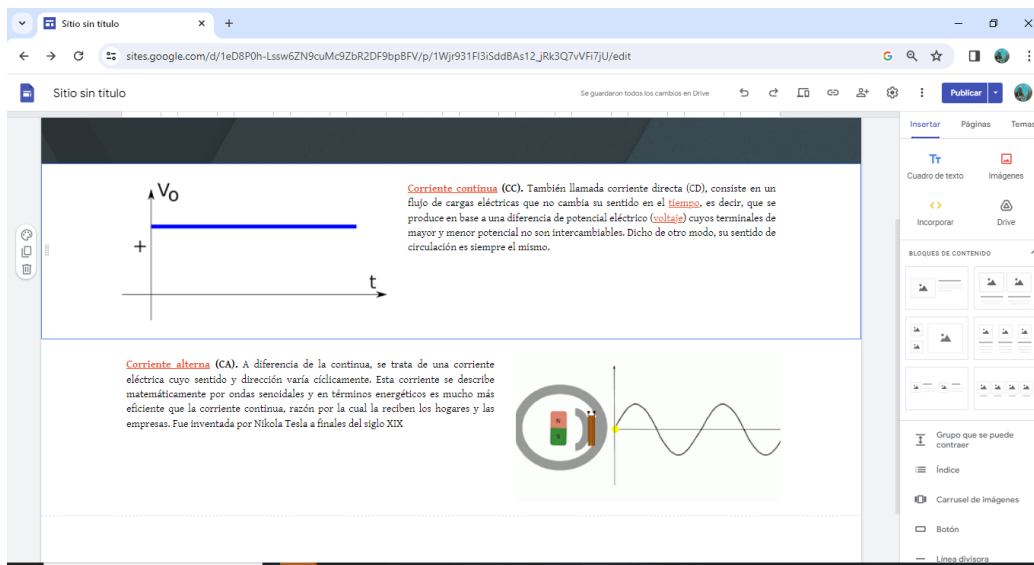 Sitio sin título
sites.google.com/d/1eD8P0h-Lssw6ZN9cuMc9ZbR2DF9bpBFV/p/1Wjr931Fl3iSddBAs12_jRk3Q7vVFi7jU/edit
Sitio sin título
Se guardaron todos los cambios en Drive
Publicar
Insertar Páginas Temas
Cuadro de texto Imágenes
Incorporar Drive
BLOQUES DE CONTENIDO
Grupo que se puede
contraer
Índice
Carrusel de imágenes
Botón
Línea divisora
V0
+
t
Corriente continua (CC). También llamada corriente directa (CD), consiste en un
flujo de cargas eléctricas que no cambia su sentido en el tiempo, es decir, que se
produce en base a una diferencia de potencial eléctrico (voltaje) cuyos terminales de
mayor y menor potencial no son intercambiables. Dicho de otro modo, su sentido de
circulación es siempre el mismo.
Corriente alterna (CA). A diferencia de la continua, se trata de una corriente
eléctrica cuyo sentido y dirección varía cíclicamente. Esta corriente se describe
matemáticamente por ondas senoidales y en términos energéticos es mucho más
eficiente que la corriente continua, razón por la cual la reciben los hogares y las
empresas. Fue inventada por Nikola Tesla a finales del siglo XIX
N